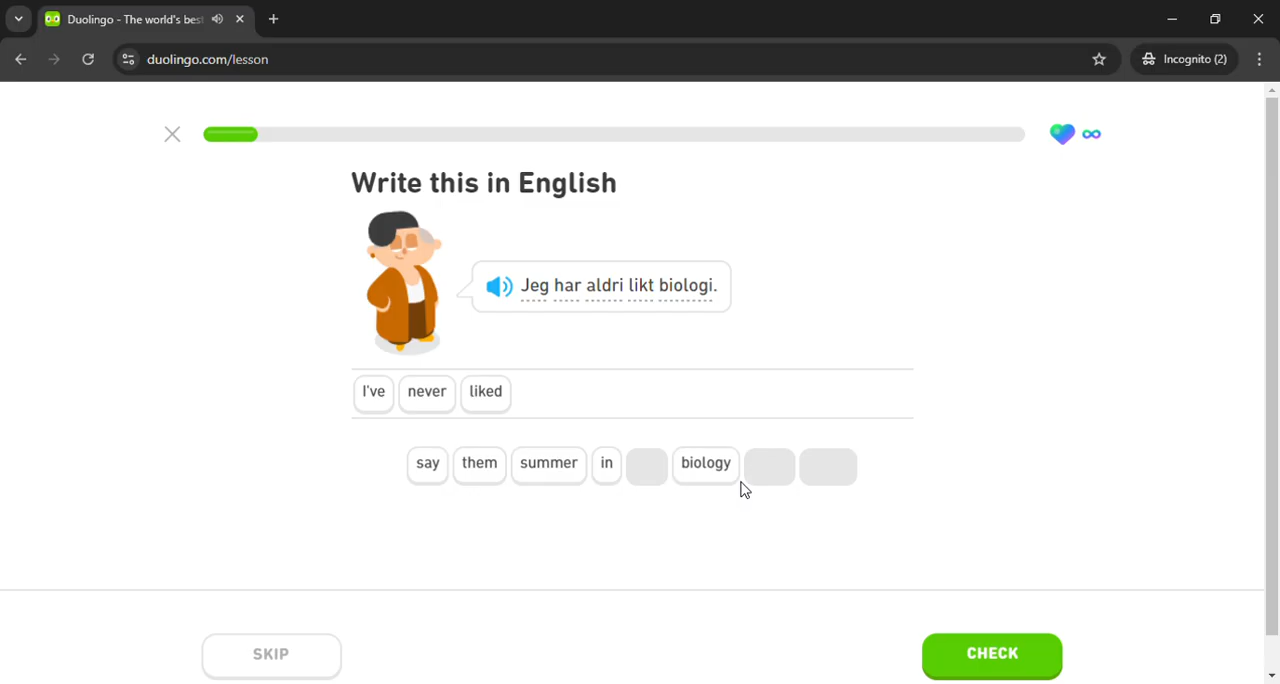 Duolingo - The world's bes
duolingo.com/lesson
Incognito (2)
Write this in English
Jeg har aldri likt biologi.
I've never liked
say them summer in biology
SKIP
CHECK